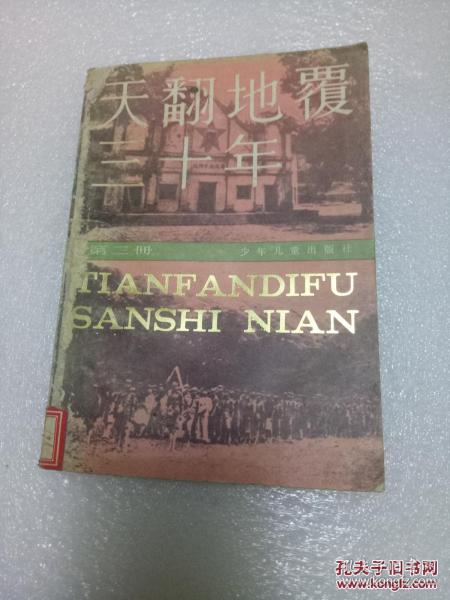 天翻地覆
三十年
第三册 少年儿童出版社
TIANFANDIFU
SANSHI NIAN
孔夫子旧书网
www.kongfz.com